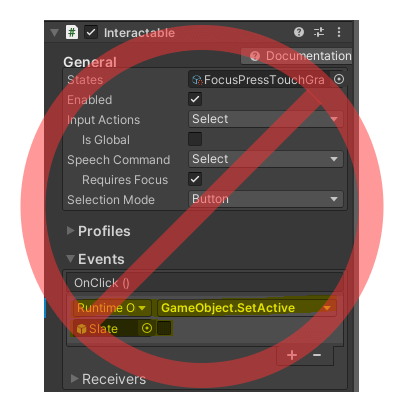 Interactable
Documentation
General
States FocusPressTouchGra
Enabled
Input Actions Select
Is Global
Speech Command Select
Requires Focus
Selection Mode Button
Profiles
Events
OnClick ()
Runtime O GameObject.SetActive
Slate
Receivers